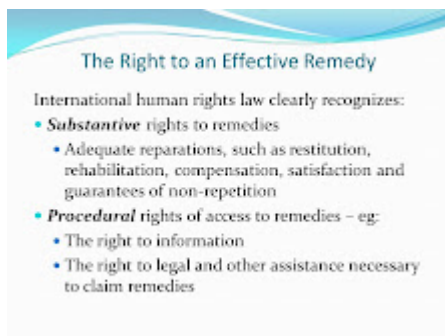 The Right to an Effective Remedy
International human rights law clearly recognizes:
• Substantive rights to remedies
• Adequate reparations, such as restitution,
rehabilitation, compensation, satisfaction and
guarantees of non-repetition
• Procedural rights of access to remedies – eg:
• The right to information
• The right to legal and other assistance necessary
to claim remedies